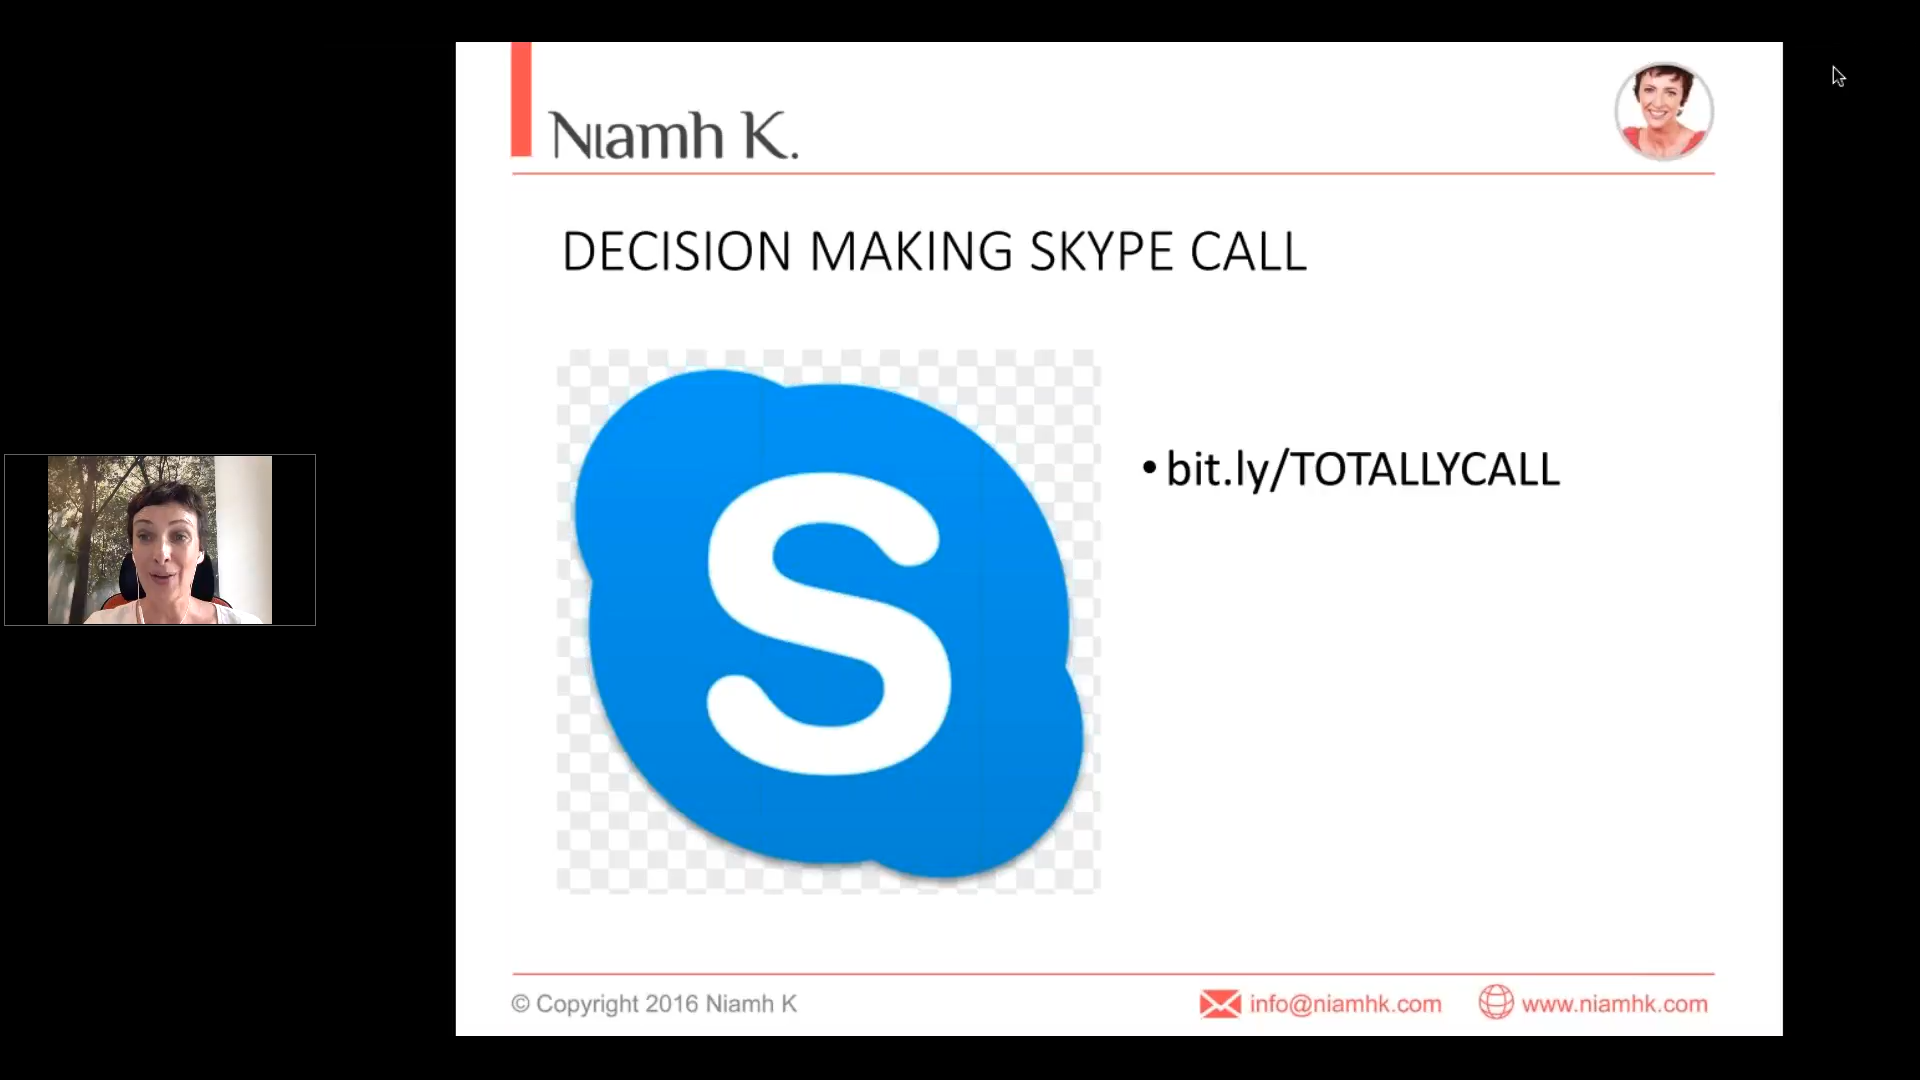 Niamh K.
DECISION MAKING SKYPE CALL
S
• bit.ly/TOTALLYCALL
© Copyright 2016 Niamh K
info@niamhk.com
www.niamhk.com